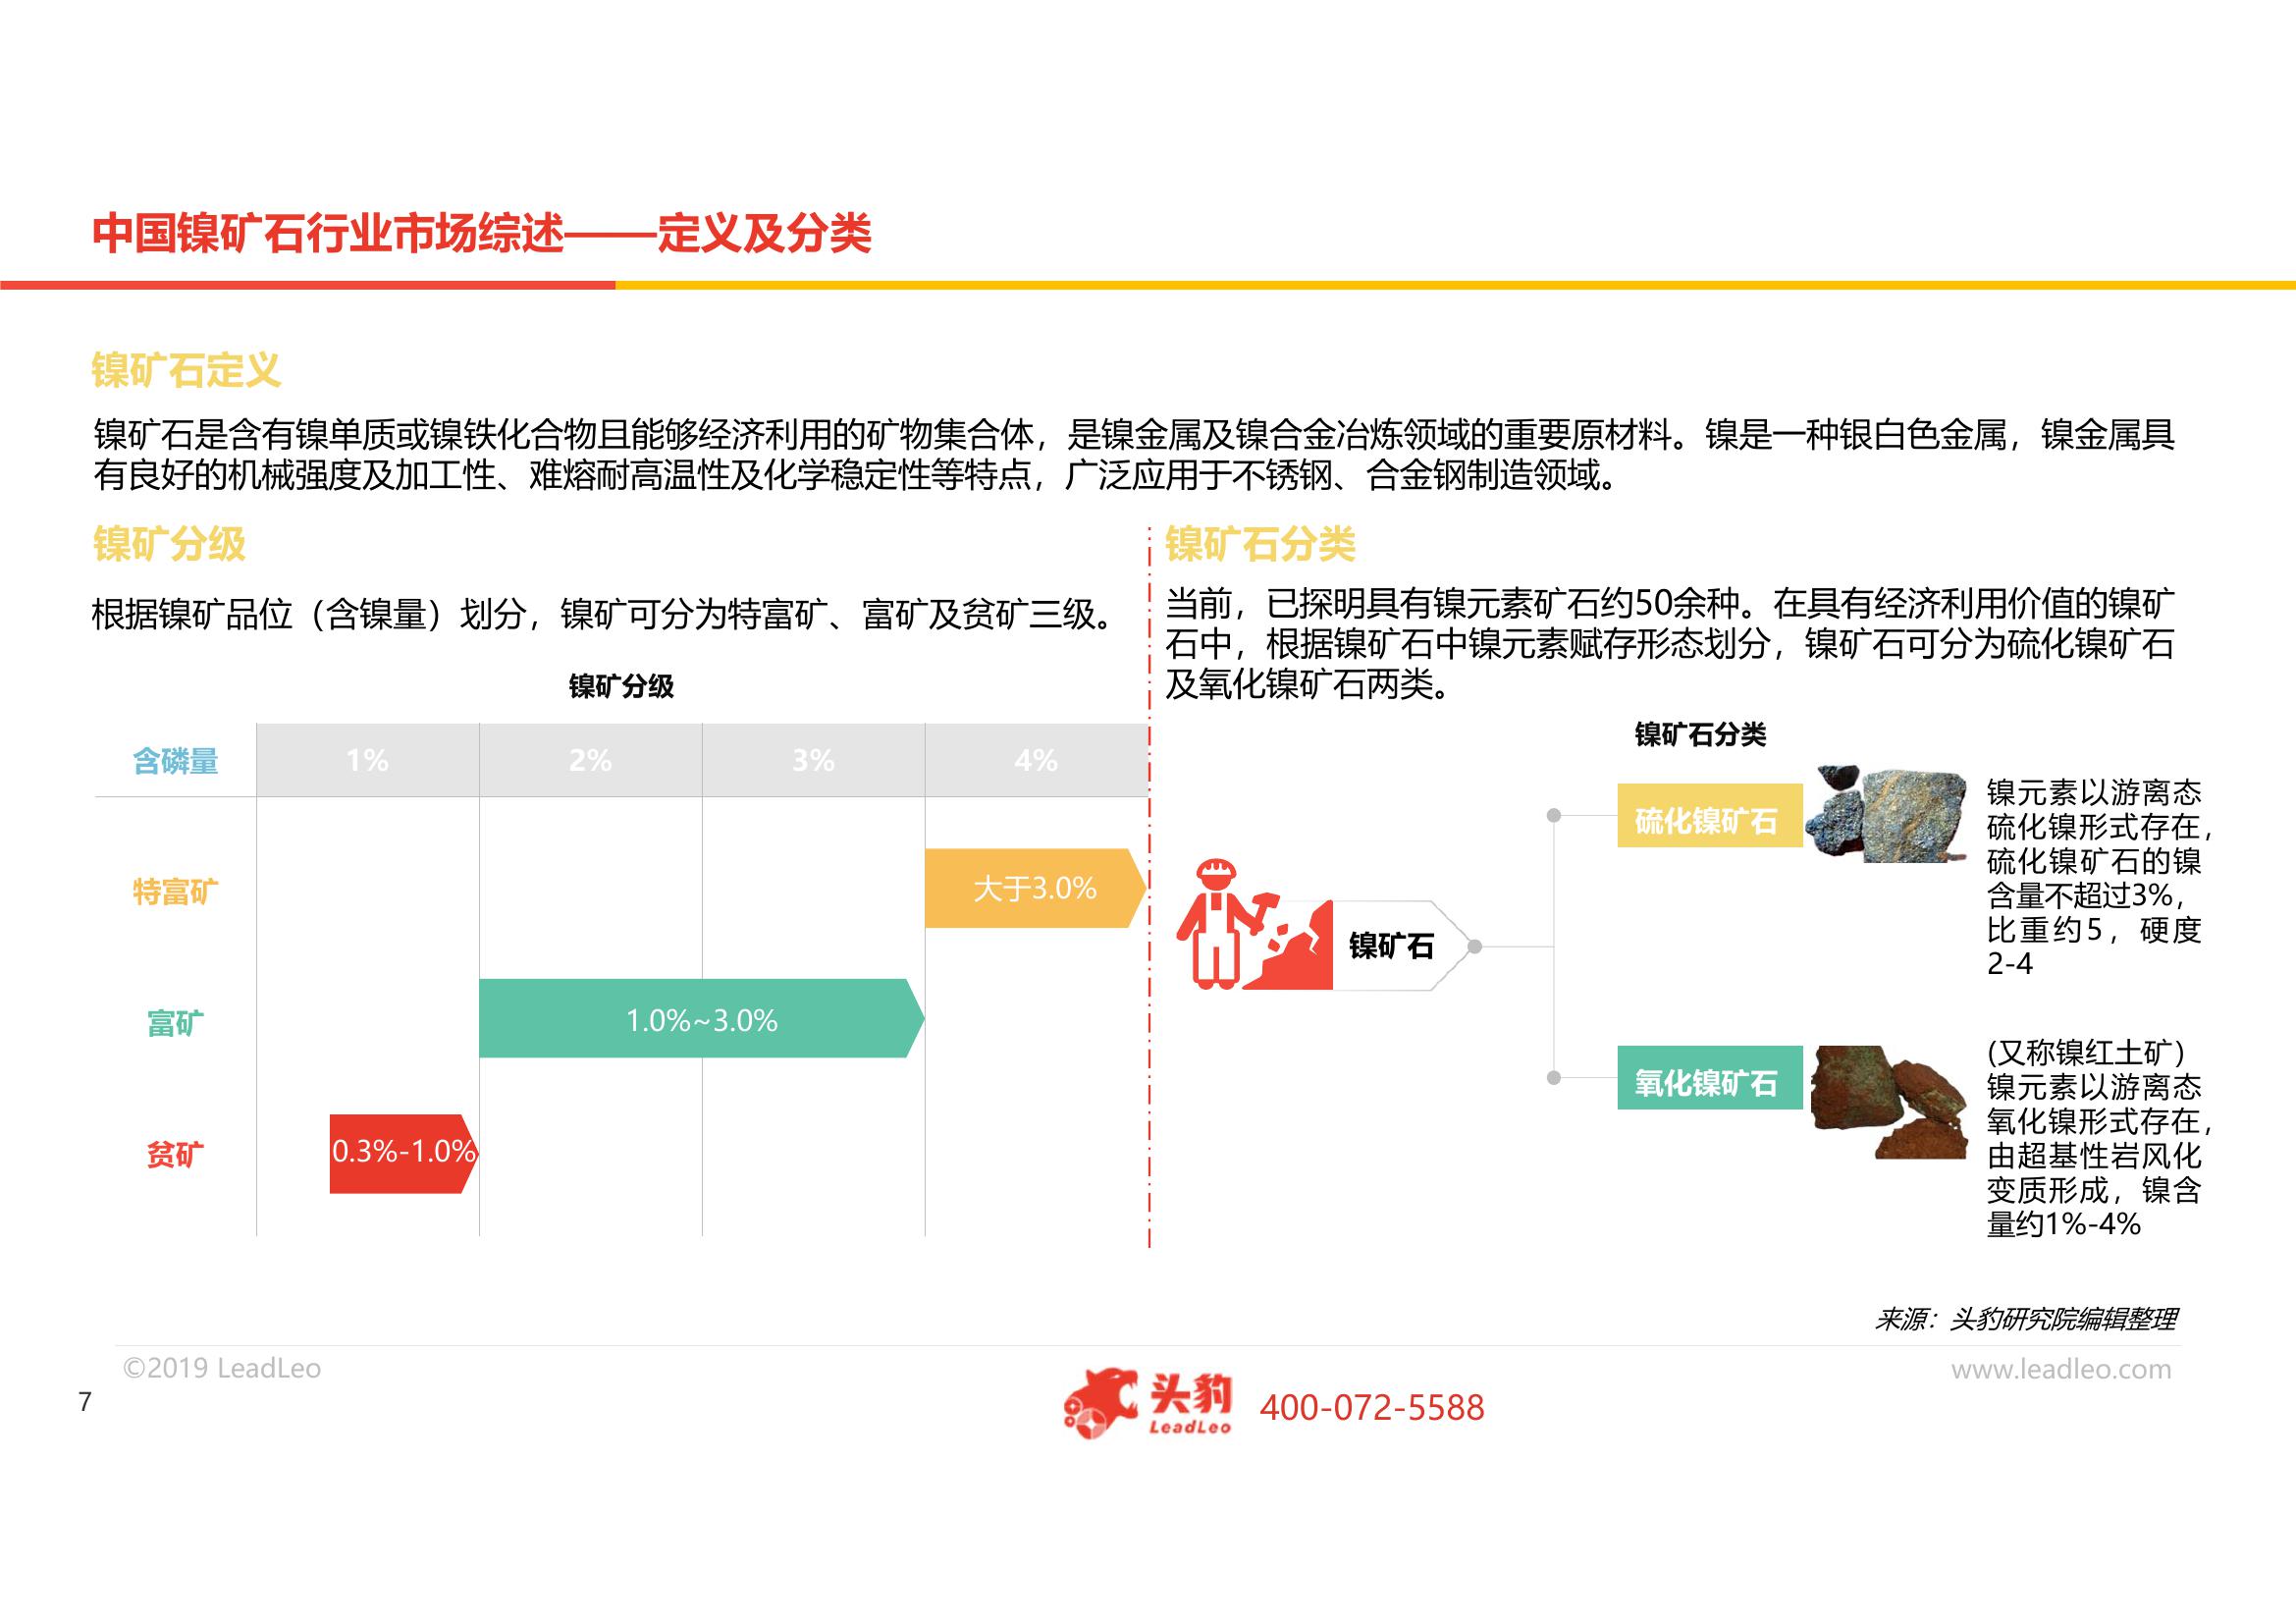 中国镍矿石行业市场综述——定义及分类
镍矿石定义
镍矿石是含有镍单质或镍铁化合物且能够经济利用的矿物集合体，是镍金属及镍合金冶炼领域的重要原材料。镍是一种银白色金属，镍金属具
有良好的机械强度及加工性、难熔耐高温性及化学稳定性等特点，广泛应用于不锈钢、合金钢制造领域。
镍矿分级
根据镍矿品位（含镍量）划分，镍矿可分为特富矿、富矿及贫矿三级。
镍矿分级
含磷量 1% 2% 3% 4%
特富矿 大于3.0%
富矿 1.0%~3.0%
贫矿 0.3%-1.0%
镍矿石分类
当前，已探明具有镍元素矿石约50余种。在具有经济利用价值的镍矿
石中，根据镍矿石中镍元素赋存形态划分，镍矿石可分为硫化镍矿石
及氧化镍矿石两类。
镍矿石分类
镍矿石
硫化镍矿石
镍元素以游离态
硫化镍形式存在，
硫化镍矿石的镍
含量不超过3%，
比重约5，硬度
2-4
氧化镍矿石
(又称镍红土矿）
镍元素以游离态
氧化镍形式存在，
由超基性岩风化
变质形成，镍含
量约1%-4%
来源：头豹研究院编辑整理
©2019 LeadLeo
www.leadleo.com
7
头豹
LeadLeo
400-072-5588